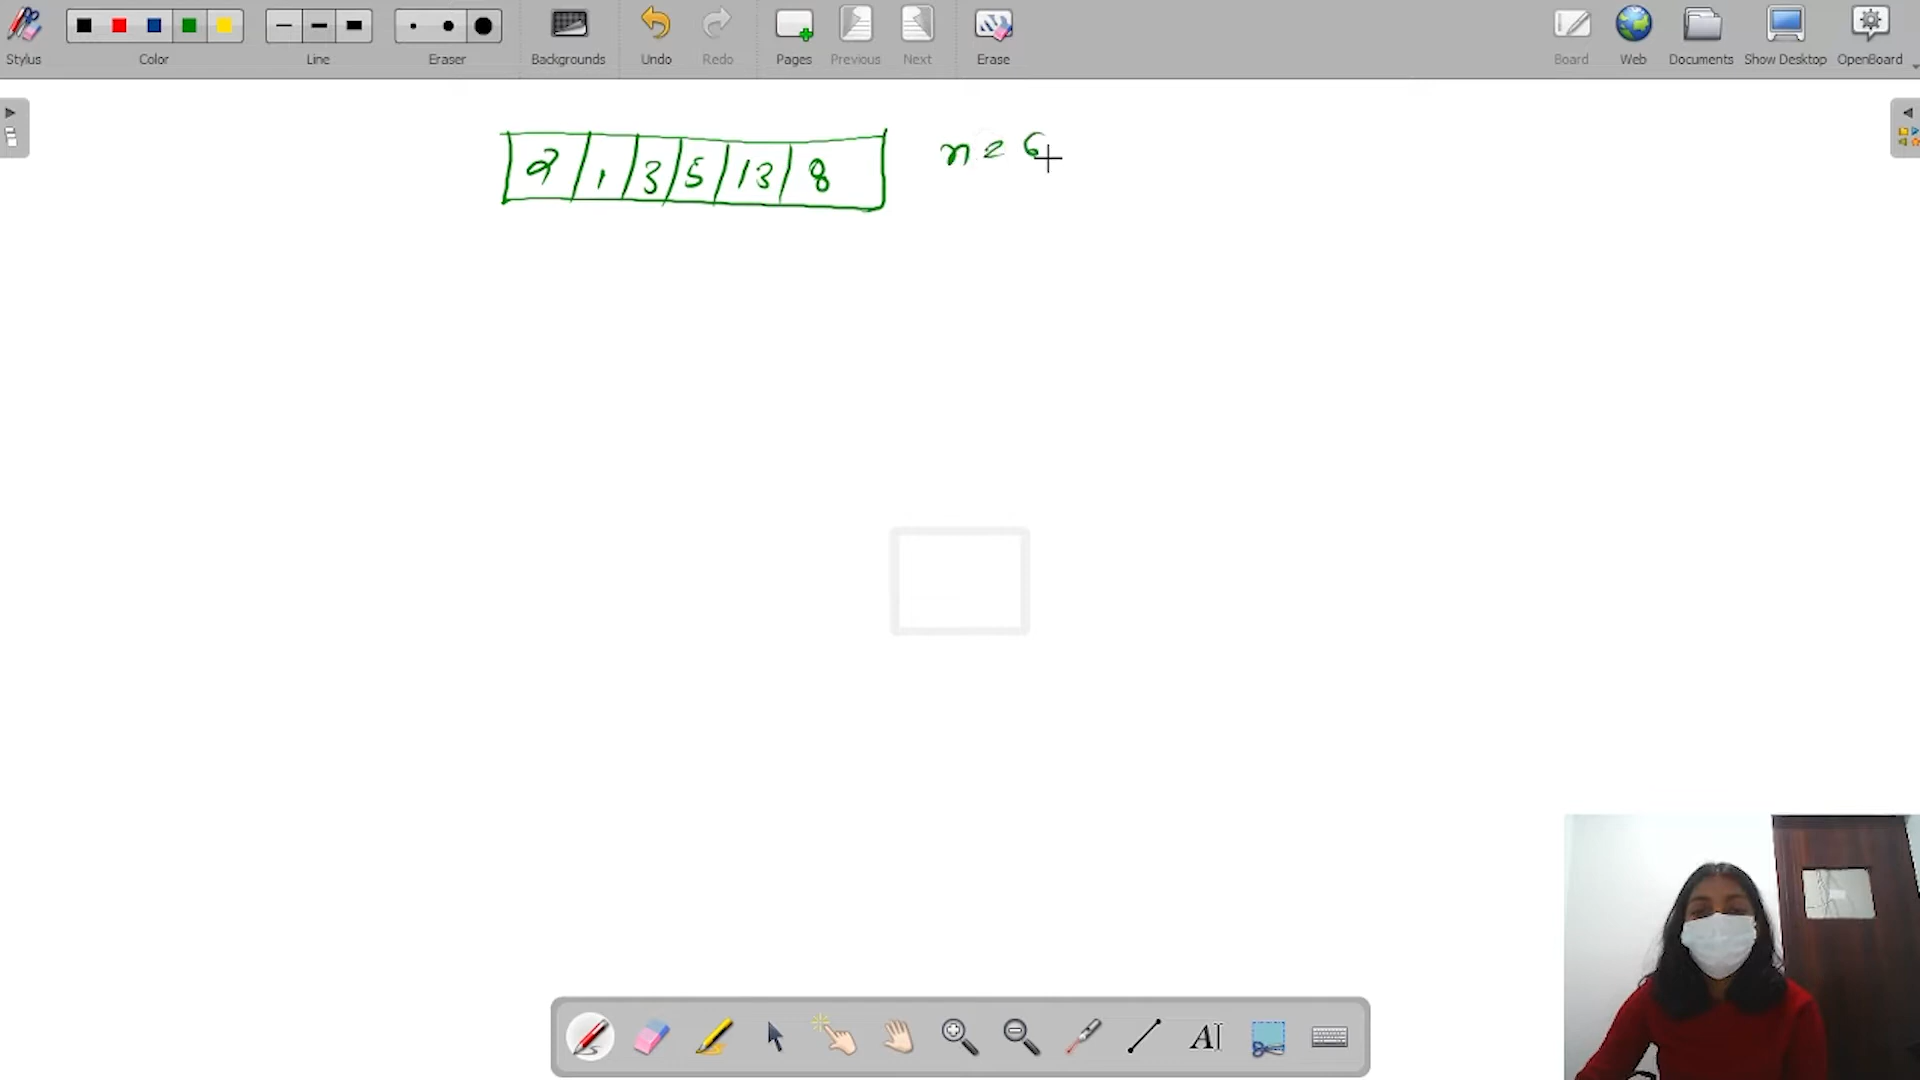 Stylus Color Line Eraser Backgrounds Undo Redo Pages Previous Next Erase Board Web Documents Show Desktop OpenBoard
2 1 3 5 13 8 n = 6
A